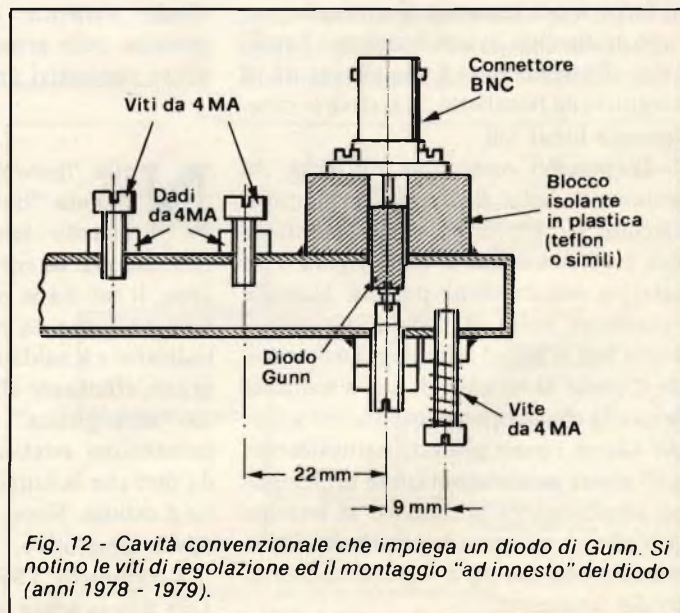 Connettore
BNC
Viti da 4 MA
Dadi
da 4MA
Blocco
isolante
in plastica
(teflon
o simili)
Diodo
Gunn
Vite
da 4MA
22 mm
9 mm
Fig. 12 - Cavità convenzionale che impiega un diodo di Gunn. Si
notino le viti di regolazione ed il montaggio "ad innesto" del diodo
(anni 1978 - 1979).